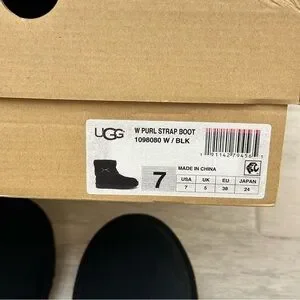 UGG
W PURL STRAP BOOT
1098080 W / BLK
7
MADE IN CHINA
USA UK EU JAPAN
7 5 38 24